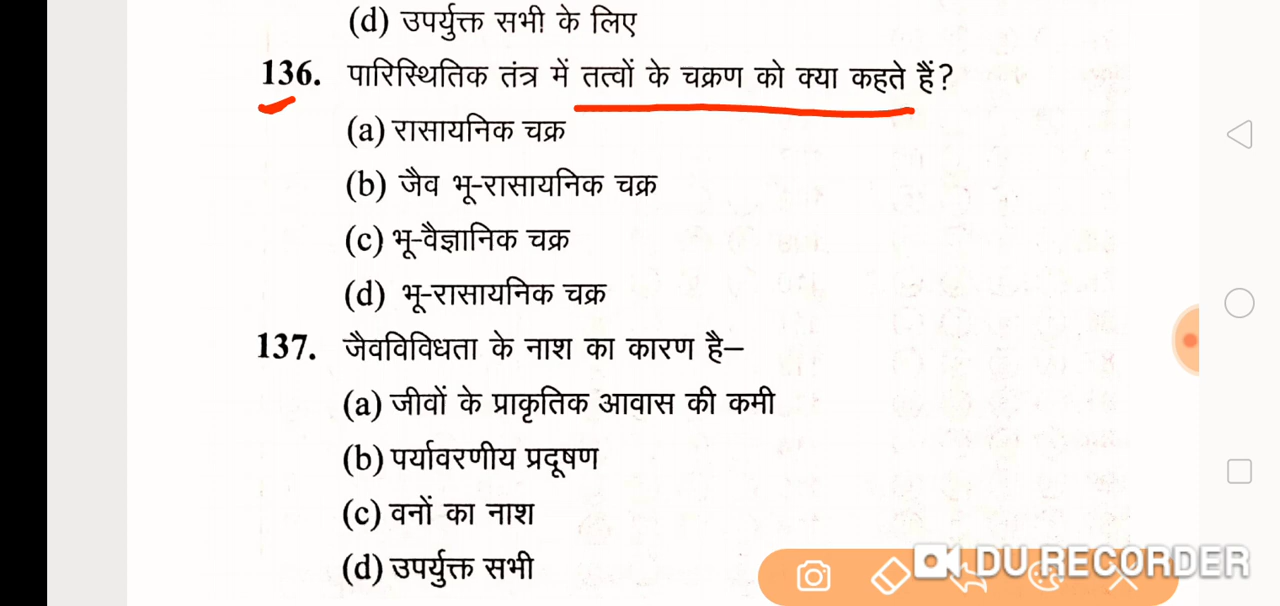 (d) उपर्युक्त सभी के लिए
136. पारिस्थितिक तंत्र में तत्वों के चक्रण को क्या कहते हैं?
(a) रासायनिक चक्र
(b) जैव भू-रासायनिक चक्र
(c) भू-वैज्ञानिक चक्र
(d) भू-रासायनिक चक्र
137. जैवविविधता के नाश का कारण है–
(a) जीवों के प्राकृतिक आवास की कमी
(b) पर्यावरणीय प्रदूषण
(c) वनों का नाश
(d) उपर्युक्त सभी
DU RECORDER